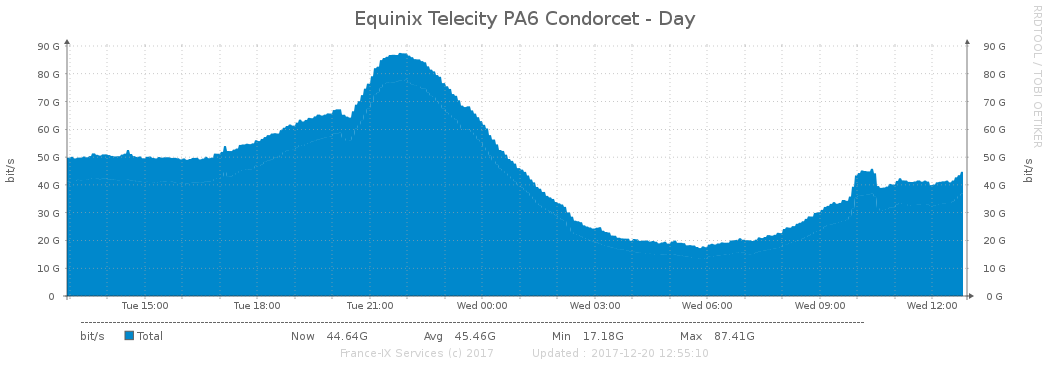 Equinix Telecity PA6 Condorcet - Day
RRDTOOL / TOBI OETIKER
bit/s
90 G
80 G
70 G
60 G
50 G
40 G
30 G
20 G
10 G
0
90 G
80 G
70 G
60 G
50 G
40 G
30 G
20 G
10 G
0 G
bit/s
Tue 15:00 Tue 18:00 Tue 21:00 Wed 00:00 Wed 03:00 Wed 06:00 Wed 09:00 Wed 12:00
bit/s Total Now 44.64G Avg 45.46G Min 17.18G Max 87.41G
France-IX Services (c) 2017 Updated : 2017-12-20 12:55:10